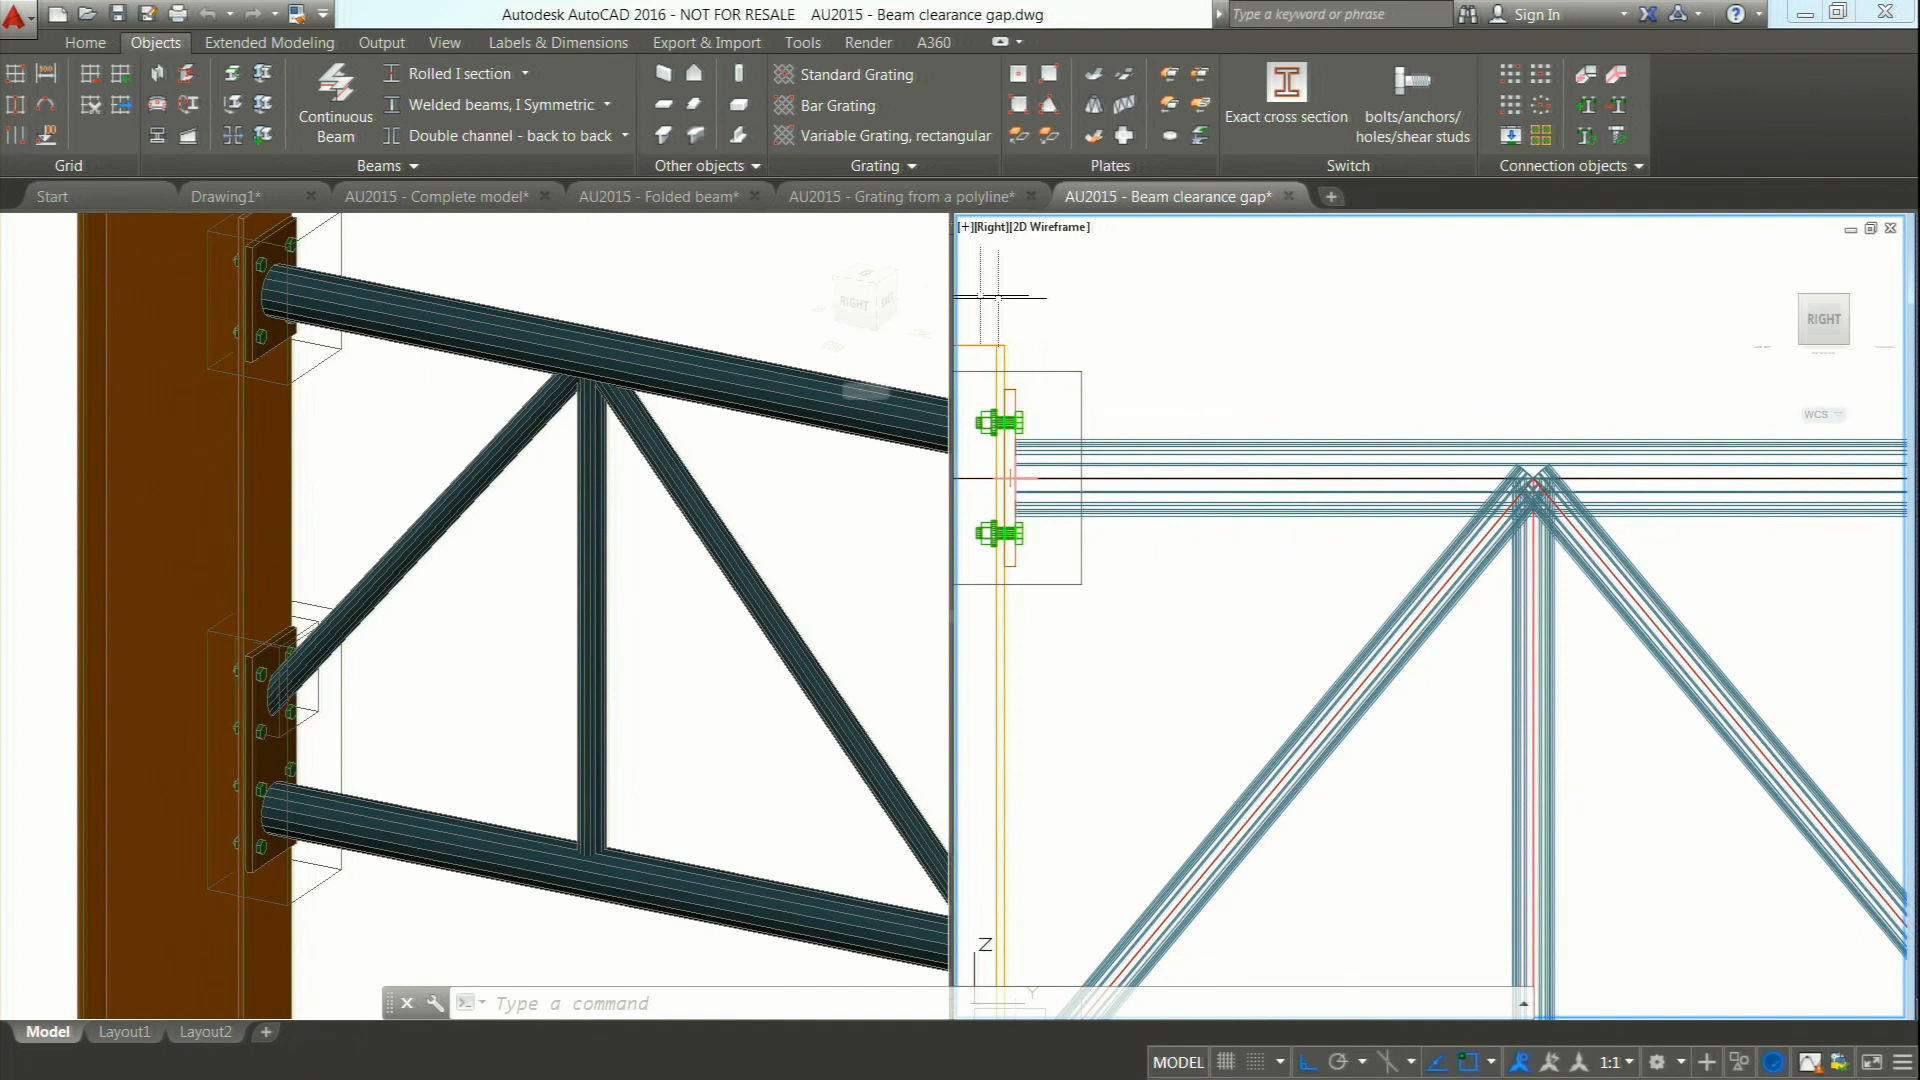 Autodesk AutoCAD 2016 - NOT FOR RESALE AU2015 - Beam clearance gap.dwg
Type a keyword or phrase
Sign In
Home Objects Extended Modeling Output View Labels & Dimensions Export & Import Tools Render A360
Continuous Beam
Rolled I section
Welded beams, I Symmetric
Double channel - back to back
Standard Grating
Bar Grating
Variable Grating, rectangular
Exact cross section
bolts/anchors/
holes/shear studs
Grid Beams Other objects Grating Plates Switch Connection objects
Start Drawing1* AU2015 - Complete model* AU2015 - Folded beam* AU2015 - Grating from a polyline* AU2015 - Beam clearance gap*
[+][Right][2D Wireframe]
RIGHT
RIGHT
WCS
Z
Y
Type a command
Model Layout1 Layout2
MODEL 1:1